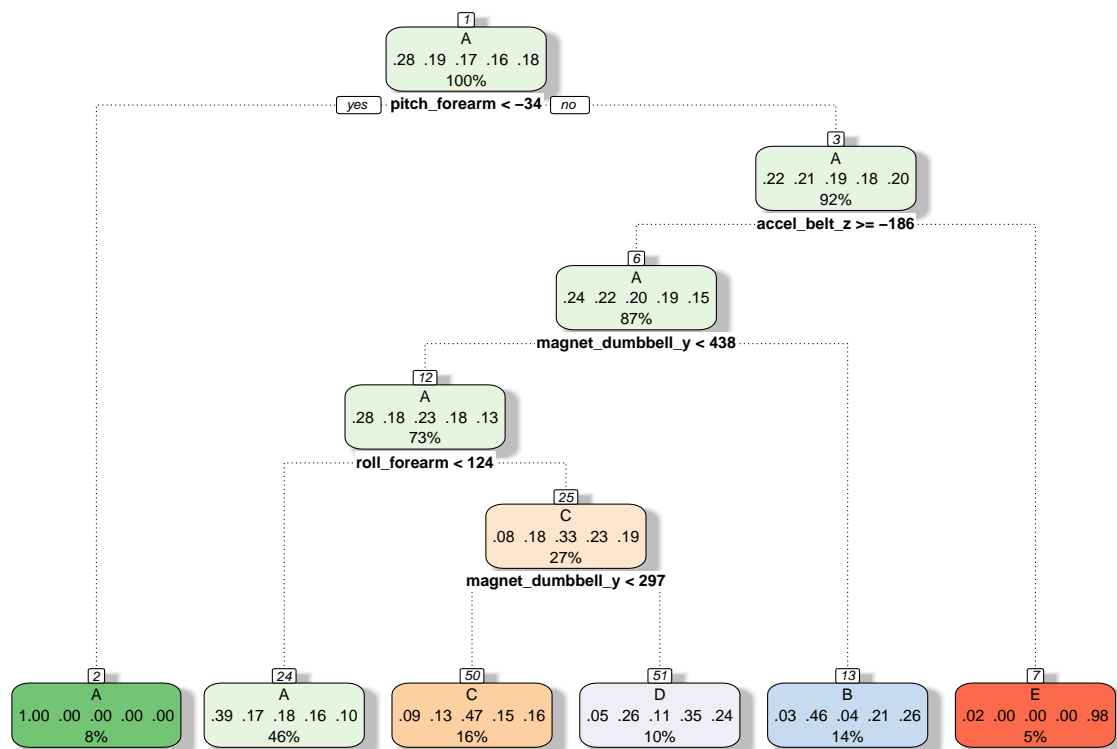 1
A
.28 .19 .17 .16 .18
100%
yes pitch_forearm < −34 no
3
A
.22 .21 .19 .18 .20
92%
accel_belt_z >= −186
6
A
.24 .22 .20 .19 .15
87%
magnet_dumbbell_y < 438
12
A
.28 .18 .23 .18 .13
73%
roll_forearm < 124
25
C
.08 .18 .33 .23 .19
27%
magnet_dumbbell_y < 297
2
A
1.00 .00 .00 .00 .00
8%
24
A
.39 .17 .18 .16 .10
46%
50
C
.09 .13 .47 .15 .16
16%
51
D
.05 .26 .11 .35 .24
10%
13
B
.03 .46 .04 .21 .26
14%
7
E
.02 .00 .00 .00 .98
5%